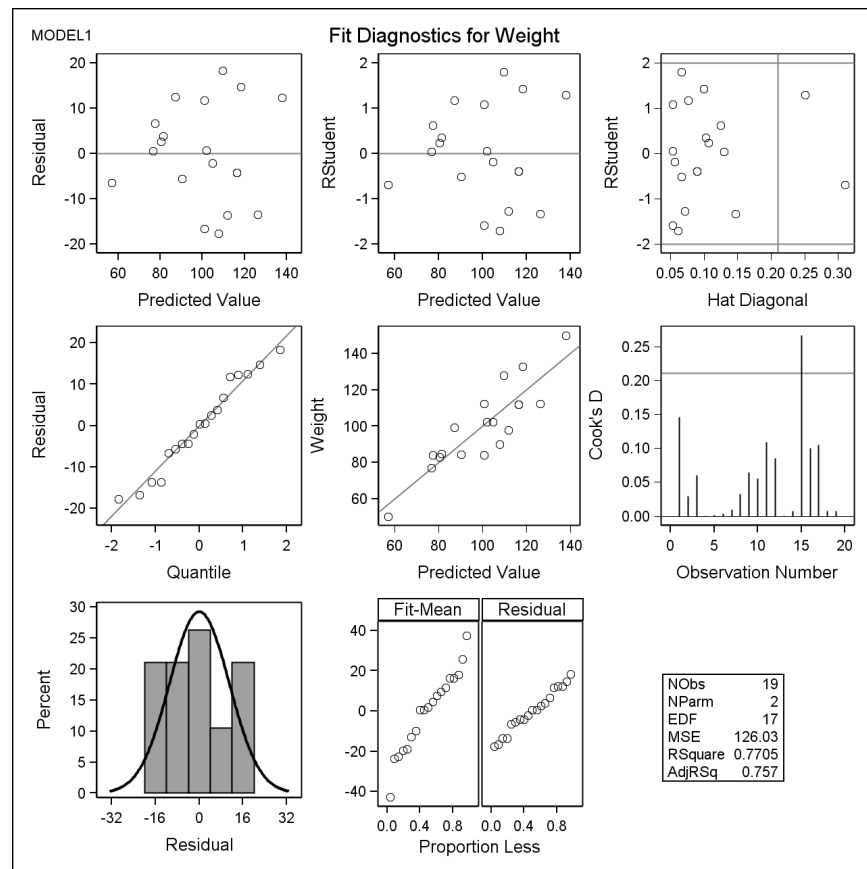 MODEL1
Fit Diagnostics for Weight
20
10
0
-10
-20
Residual
60 80 100 120 140
Predicted Value
2
1
0
-1
-2
RStudent
60 80 100 120 140
Predicted Value
2
1
0
-1
-2
RStudent
0.05 0.10 0.15 0.20 0.25 0.30
Hat Diagonal
20
10
0
-10
-20
Residual
-2 -1 0 1 2
Quantile
140
120
100
80
60
Weight
60 80 100 120 140
Predicted Value
0.25
0.20
0.15
0.10
0.05
0.00
Cook's D
0 5 10 15 20
Observation Number
30
25
20
15
10
5
0
Percent
-32 -16 0 16 32
Residual
Fit-Mean Residual
40
20
0
-20
-40
0.0 0.4 0.8 0.0 0.4 0.8
Proportion Less
NObs 19
NParm 2
EDF 17
MSE 126.03
RSquare 0.7705
AdjRSq 0.757